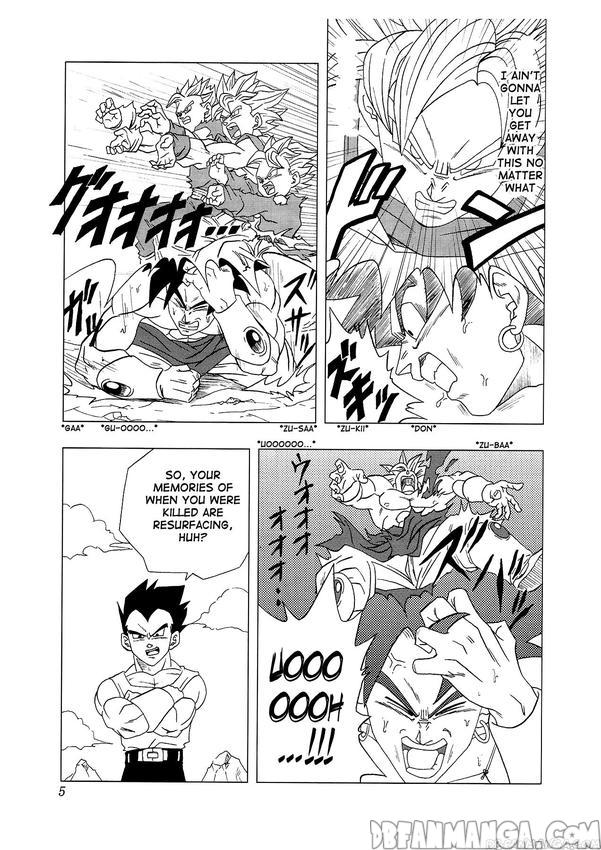 I AIN'T
GONNA
LET
YOU
GET
AWAY
WITH
THIS NO
MATTER
WHAT
ドン
ズキッ
グオオオオ...
ガッ
ズサ
*GAA* *GU-OOOO...* *ZU-SAA* *ZU-KII* *DON*
*UOOOOOO...* *ZU-BAA*
ウオオオオオオ...
ズバッ
UOOO
OOOH
...!!!
SO, YOUR
MEMORIES OF
WHEN YOU WERE
KILLED ARE
RESURFACING,
HUH?
5
DBFANMANGA.COM